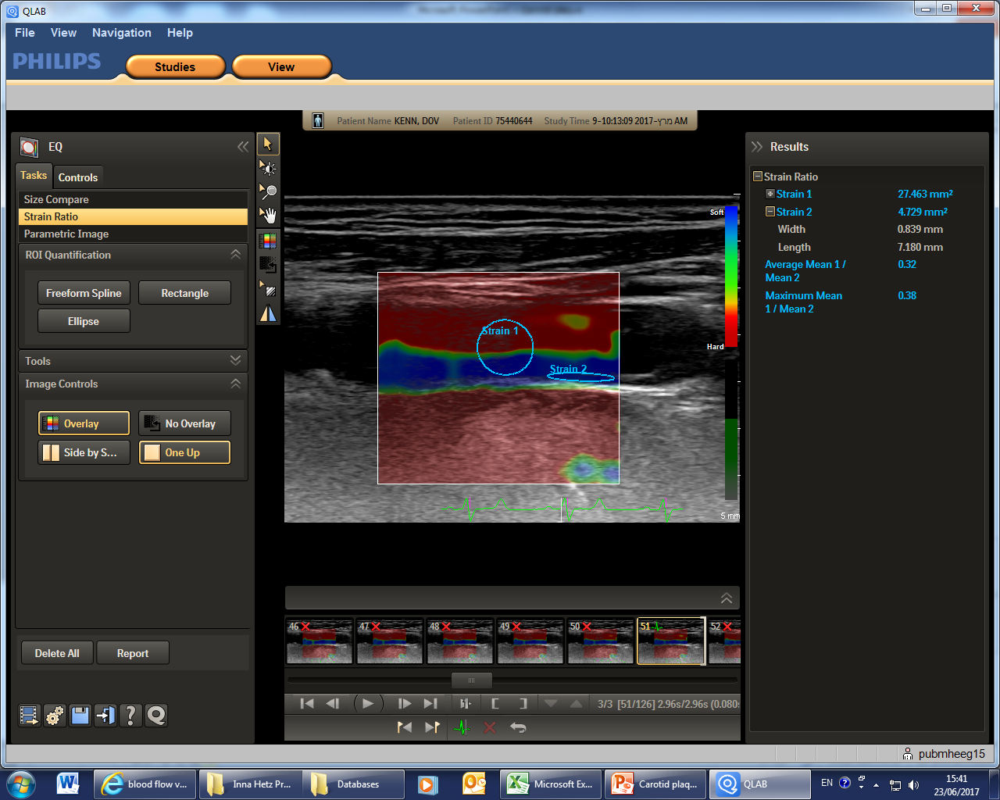 QLAB
File View Navigation Help
PHILIPS
Studies View
Patient Name KENN, DOV Patient ID 75440644 Study Time 9-מרץ-2017 10:13:09 AM
EQ
Tasks Controls
Size Compare
Strain Ratio
Parametric Image
ROI Quantification
Freeform Spline Rectangle
Ellipse
Tools
Image Controls
Overlay No Overlay
Side by S... One Up
Delete All Report
Soft
Hard
Strain 1
Strain 2
5 mm
46 47 48 49 50 51 52
3/3 [51/126] 2.96s/2.96s (0.080s
Results
Strain Ratio
Strain 1 27.463 mm²
Strain 2 4.729 mm²
Width 0.839 mm
Length 7.180 mm
Average Mean 1 / 0.32
Mean 2
Maximum Mean 0.38
1 / Mean 2
pubmheeg15
blood flow v... Inna Hetz Pr... Databases Microsoft Ex... Carotid plaq... QLAB EN
15:41
23/06/2017